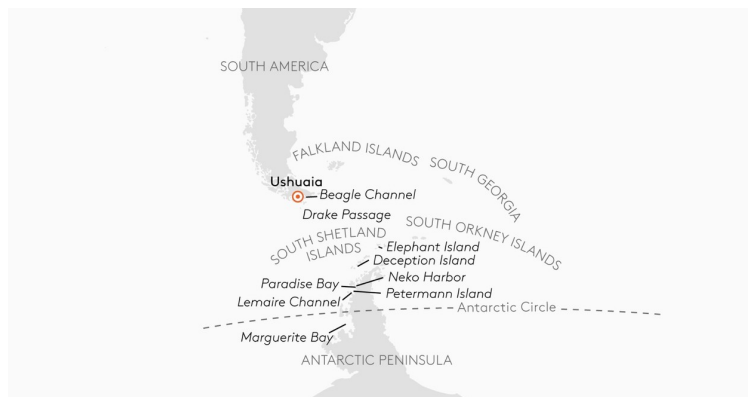 SOUTH AMERICA
FALKLAND ISLANDS
SOUTH GEORGIA
Ushuaia
Beagle Channel
Drake Passage
SOUTH SHETLAND
ISLANDS
SOUTH ORKNEY ISLANDS
Elephant Island
Deception Island
Neko Harbor
Paradise Bay
Petermann Island
Lemaire Channel
Antarctic Circle
Marguerite Bay
ANTARCTIC PENINSULA